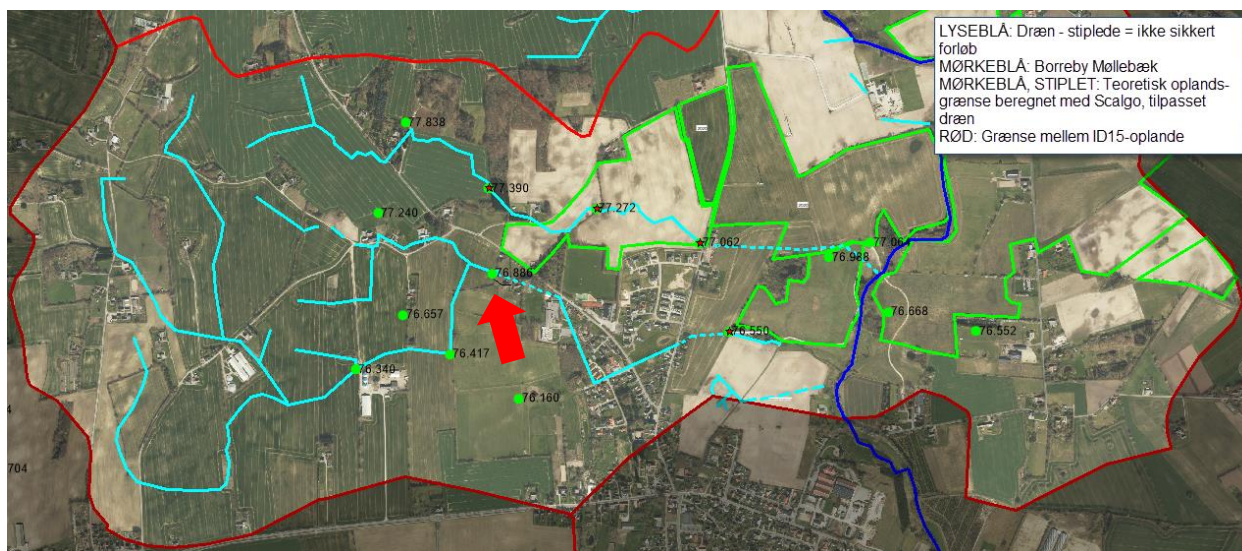 LYSEBLÅ: Dræn - stiplede = ikke sikkert
forløb
MØRKEBLÅ: Borreby Møllebæk
MØRKEBLÅ, STIPLET: Teoretisk oplands-
grænse beregnet med Scalgo, tilpasset
dræn
RØD: Grænse mellem ID15-oplande
77.838
77.390
77.272
77.240
77.062
77.064
76.988
76.886
76.668
76.657
76.550
76.552
76.417
76.340
76.160
704